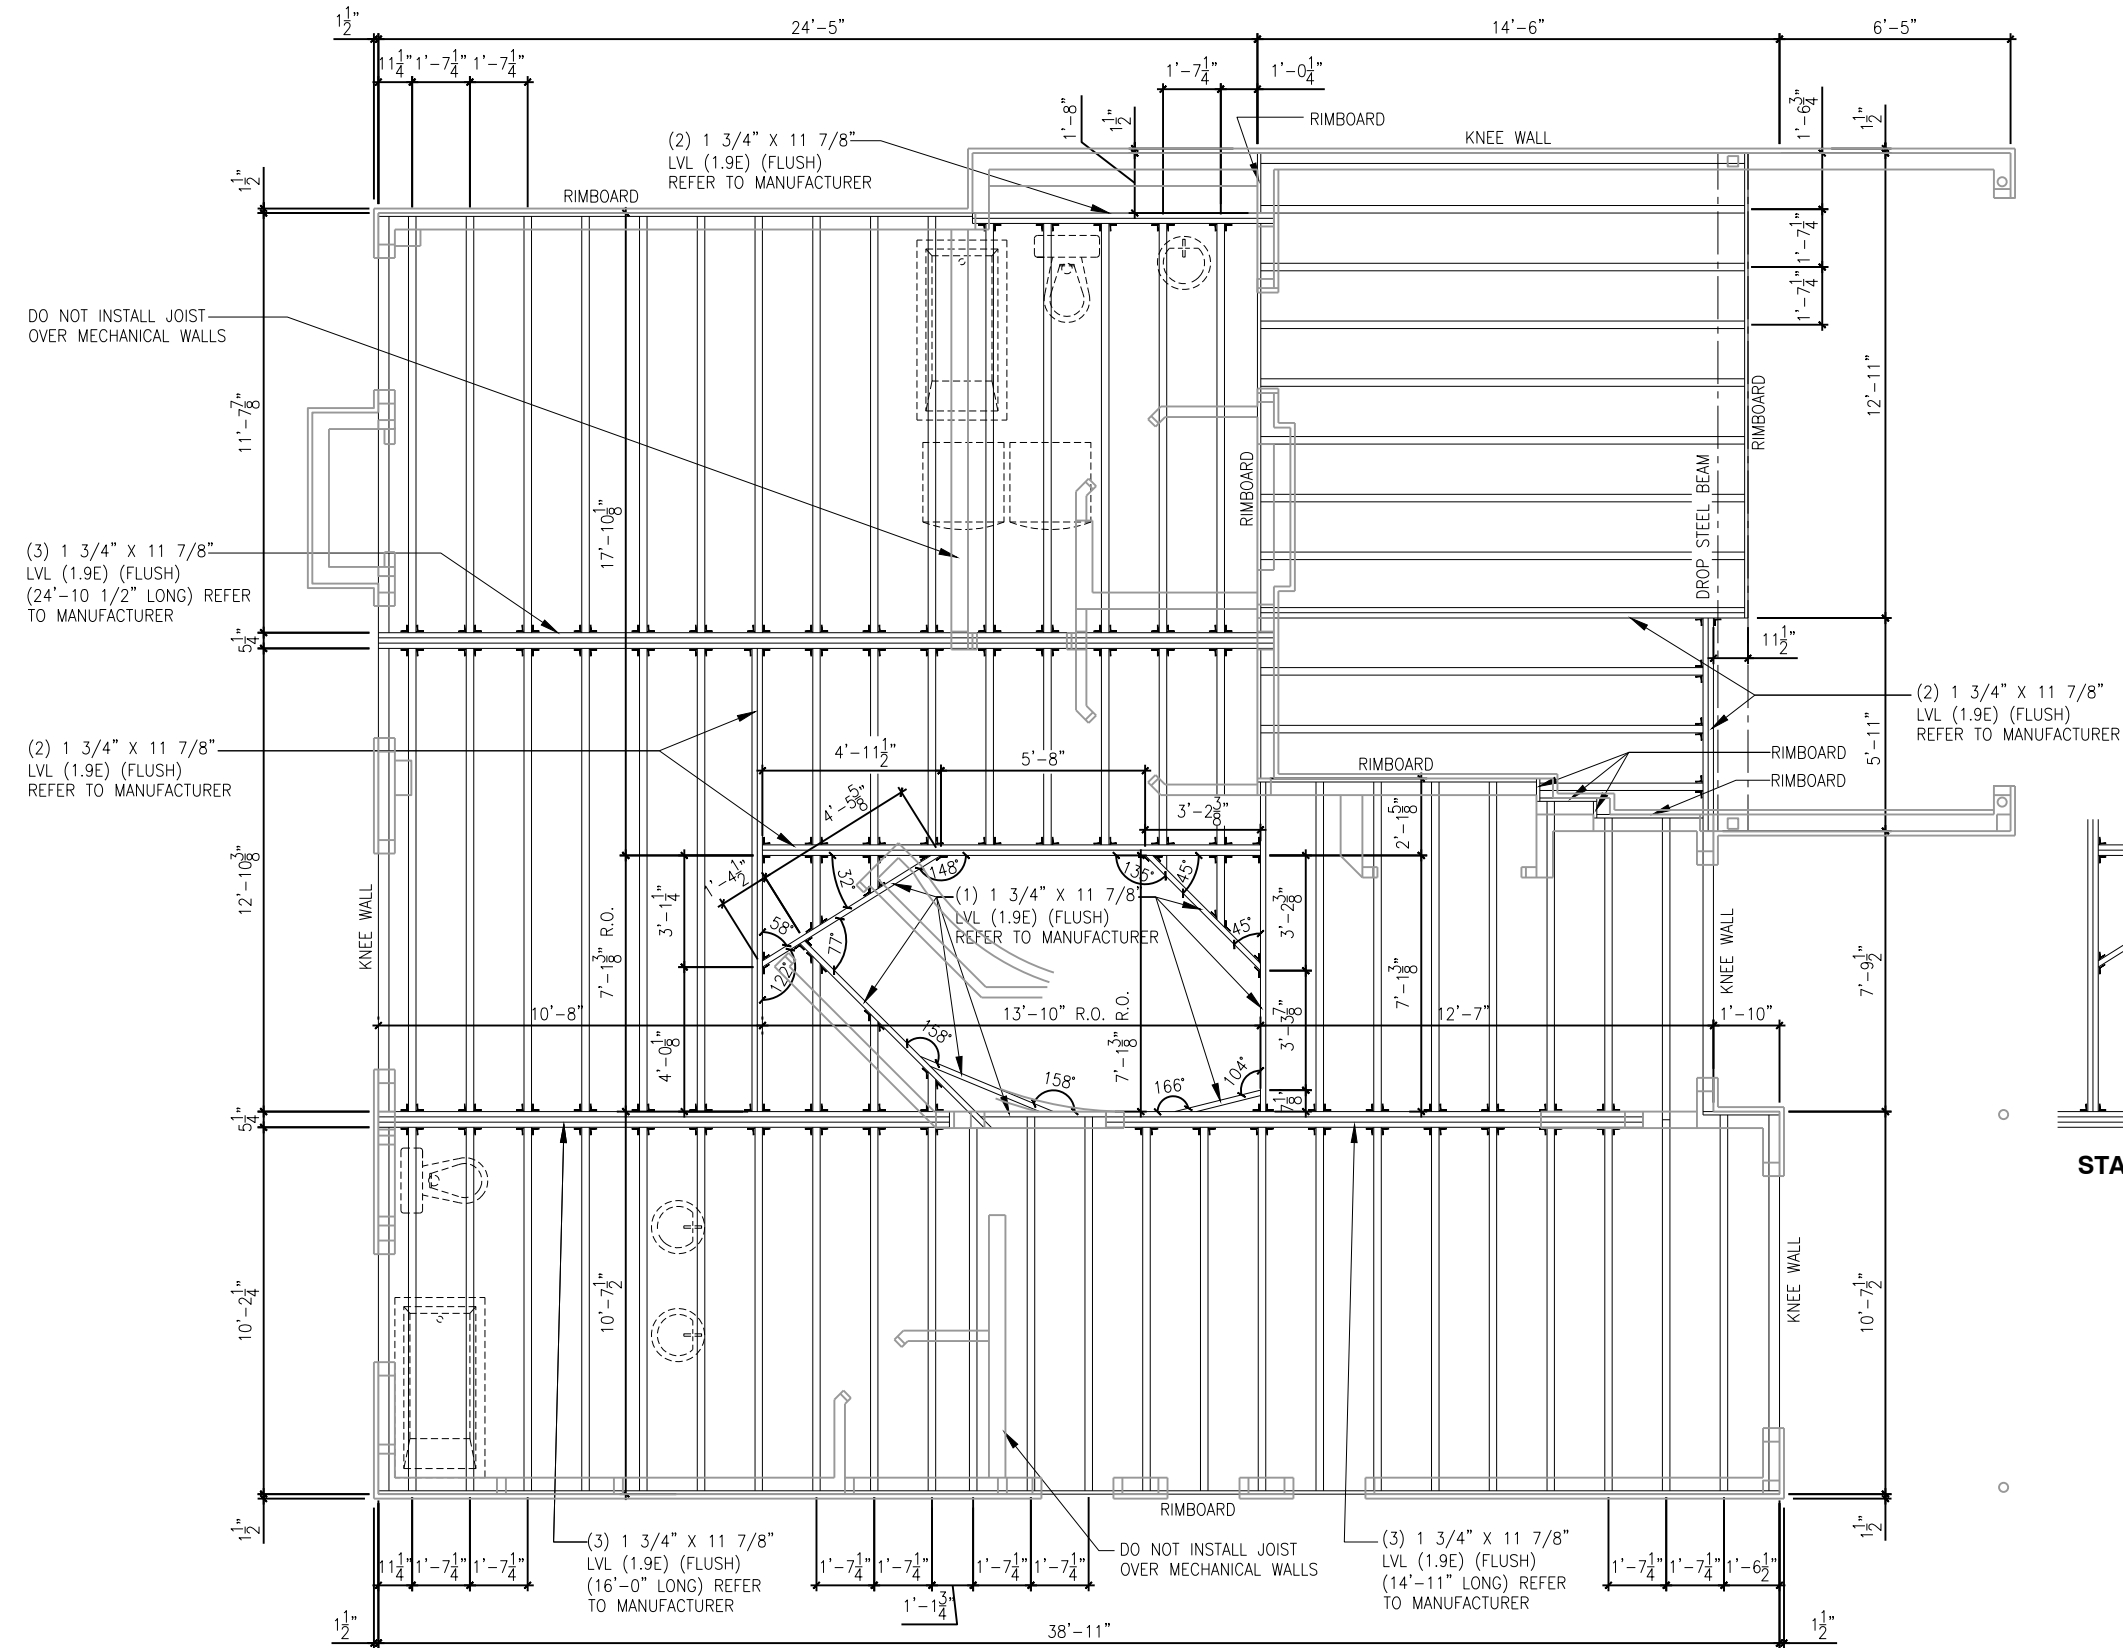 1 1/2"
24'-5"
14'-6"
6'-5"
11 1/4"
1'-7 1/4"
1'-7 1/4"
1'-7 1/4"
1'-0 1/4"
1'-8"
1 1/2"
1'-6 3/4"
1 1/2"
RIMBOARD
KNEE WALL
(2) 1 3/4" X 11 7/8"
LVL (1.9E) (FLUSH)
REFER TO MANUFACTURER
RIMBOARD
1 1/2"
1'-7 1/4"
1'-7 1/4"
DO NOT INSTALL JOIST
OVER MECHANICAL WALLS
11'-7 7/8"
12'-11"
RIMBOARD
RIMBOARD
DROP STEEL BEAM
17'-10 1/8"
(3) 1 3/4" X 11 7/8"
LVL (1.9E) (FLUSH)
(24'-10 1/2" LONG) REFER
TO MANUFACTURER
5 1/4"
11 1/2"
(2) 1 3/4" X 11 7/8"
LVL (1.9E) (FLUSH)
REFER TO MANUFACTURER
(2) 1 3/4" X 11 7/8"
LVL (1.9E) (FLUSH)
REFER TO MANUFACTURER
5'-11"
RIMBOARD
RIMBOARD
RIMBOARD
4'-11 1/2"
5'-8"
4'-5 5/8"
3'-2 3/8"
2'-1 5/8"
1'-4 1/2"
12'-10 3/8"
KNEE WALL
7'-1 3/8" R.O.
3'-1 1/4"
32°
148°
135°
45°
58°
77°
122°
45°
(1) 1 3/4" X 11 7/8"
LVL (1.9E) (FLUSH)
REFER TO MANUFACTURER
3'-2 3/8"
7'-1 3/8"
KNEE WALL
7'-9 1/2"
10'-8"
13'-10" R.O.
7'-1 3/8" R.O.
12'-7"
1'-10"
4'-0 1/8"
3'-3 7/8"
158°
158°
166°
104°
7 1/8"
5 1/4"
STA
10'-2 1/4"
10'-7 1/2"
KNEE WALL
10'-7 1/2"
RIMBOARD
1 1/2"
1 1/2"
11 1/4"
1'-7 1/4"
1'-7 1/4"
(3) 1 3/4" X 11 7/8"
LVL (1.9E) (FLUSH)
(16'-0" LONG) REFER
TO MANUFACTURER
1'-7 1/4"
1'-7 1/4"
1'-1 3/4"
1'-7 1/4"
1'-7 1/4"
DO NOT INSTALL JOIST
OVER MECHANICAL WALLS
(3) 1 3/4" X 11 7/8"
LVL (1.9E) (FLUSH)
(14'-11" LONG) REFER
TO MANUFACTURER
1'-7 1/4"
1'-7 1/4"
1'-6 1/2"
1 1/2"
38'-11"
1 1/2"